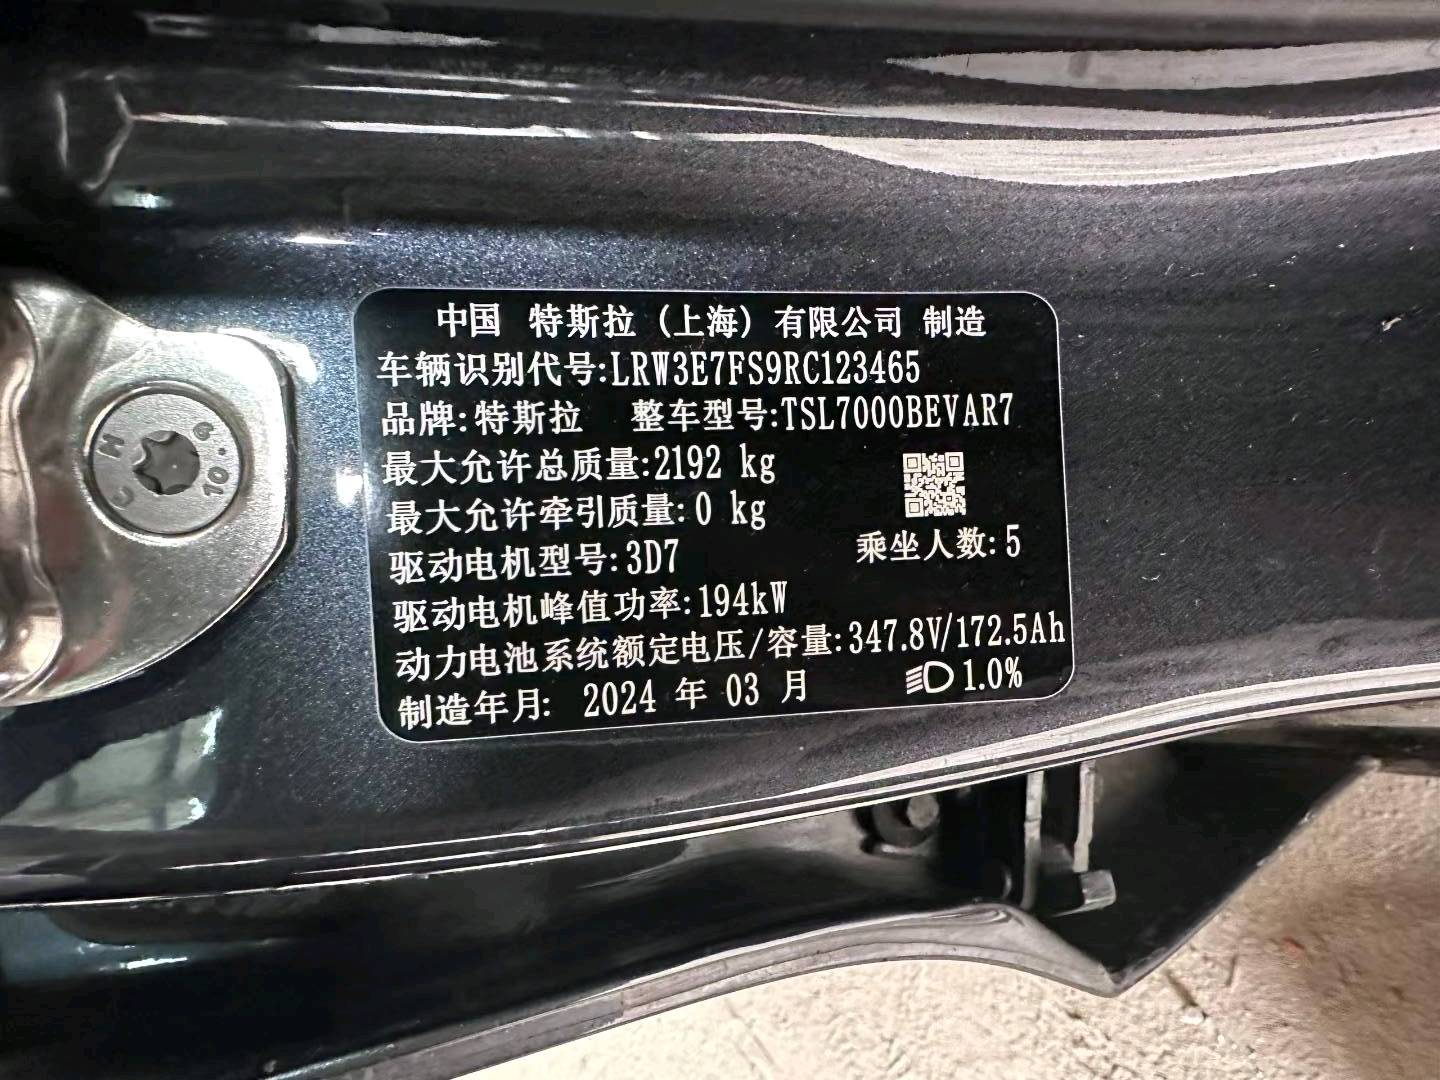 中国 特斯拉（上海）有限公司 制造
车辆识别代号:LRW3E7FS9RC123465
品牌:特斯拉 整车型号:TSL7000BEVAR7
最大允许总质量:2192 kg
最大允许牵引质量:0 kg
驱动电机型号:3D7 乘坐人数:5
驱动电机峰值功率:194kW
动力电池系统额定电压/容量:347.8V/172.5Ah
制造年月: 2024 年 03 月 1.0%
10.9